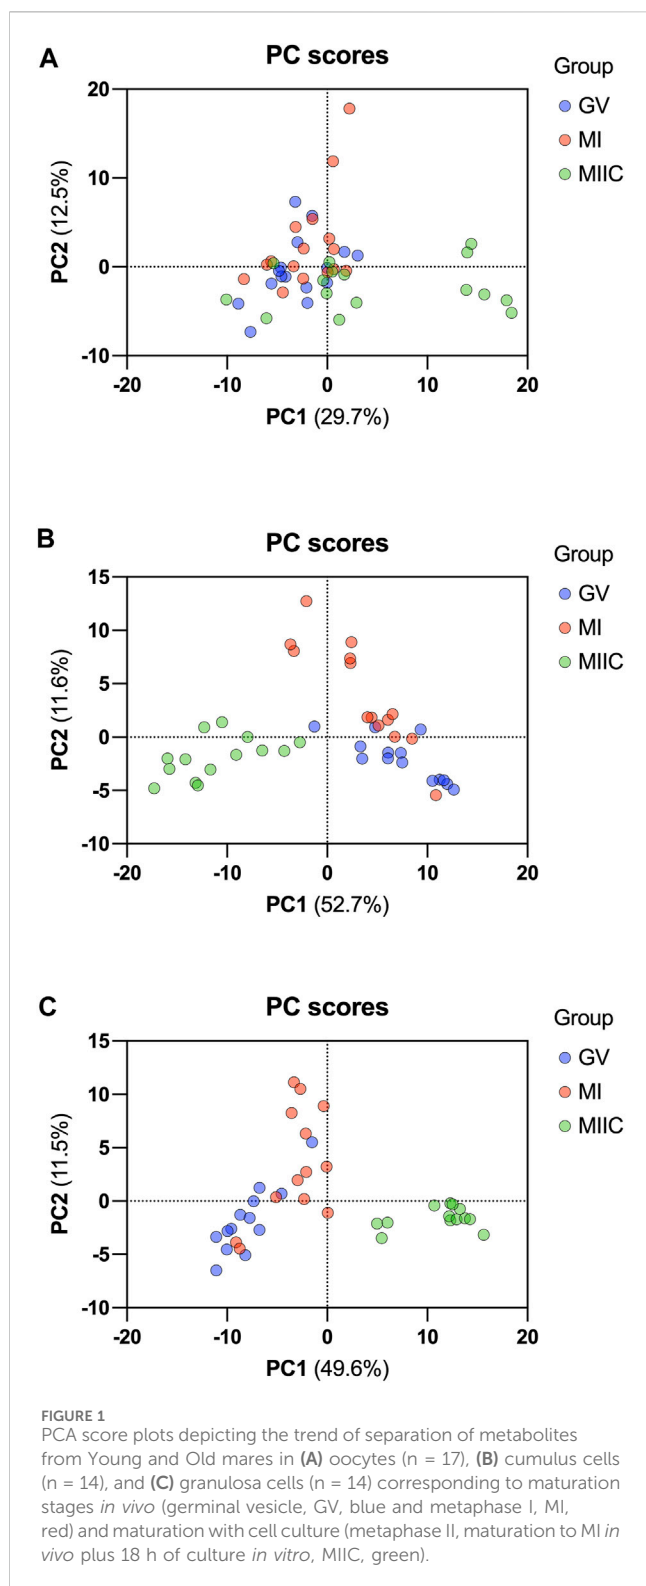 A
PC scores
Group
GV
MI
MIIC
20
10
0
-10
PC2 (12.5%)
-20
-10
0
10
20
PC1 (29.7%)
B
PC scores
Group
GV
MI
MIIC
15
10
5
0
-5
-10
PC2 (11.6%)
-20
-10
0
10
20
PC1 (52.7%)
C
PC scores
Group
GV
MI
MIIC
15
10
5
0
-5
-10
PC2 (11.5%)
-20
-10
0
10
20
PC1 (49.6%)
FIGURE 1
PCA score plots depicting the trend of separation of metabolites
from Young and Old mares in (A) oocytes (n = 17), (B) cumulus cells
(n = 14), and (C) granulosa cells (n = 14) corresponding to maturation
stages in vivo (germinal vesicle, GV, blue and metaphase I, MI,
red) and maturation with cell culture (metaphase II, maturation to MI in
vivo plus 18 h of culture in vitro, MIIC, green).